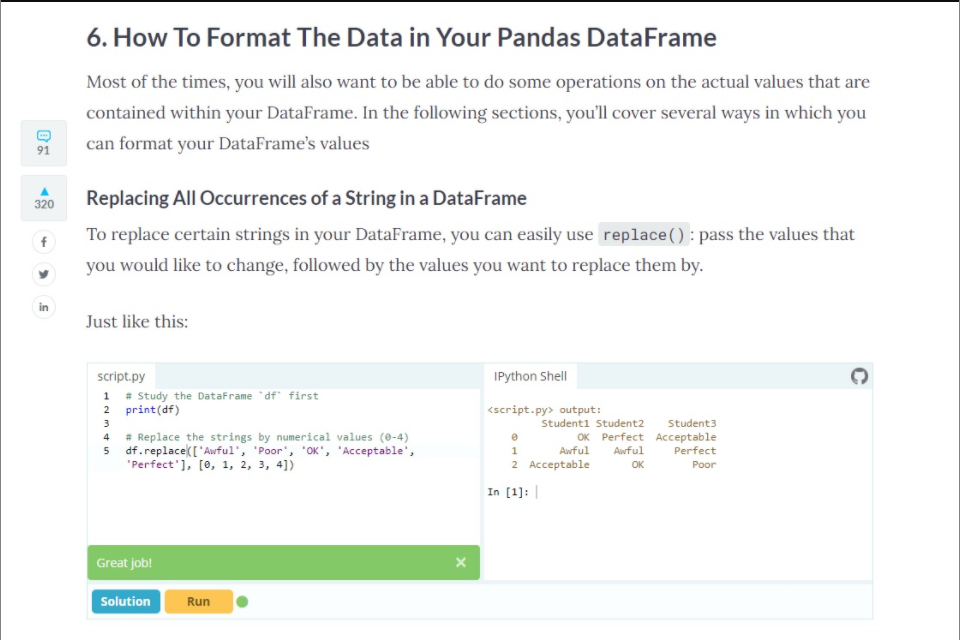 6. How To Format The Data in Your Pandas DataFrame
Most of the times, you will also want to be able to do some operations on the actual values that are
contained within your DataFrame. In the following sections, you'll cover several ways in which you
can format your DataFrame's values
91
320
Replacing All Occurrences of a String in a DataFrame
To replace certain strings in your DataFrame, you can easily use replace(): pass the values that
you would like to change, followed by the values you want to replace them by.
Just like this:
script.py
1 # Study the DataFrame `df` first
2 print(df)
3
4 # Replace the strings by numerical values (0-4)
5 df.replace(['Awful', 'Poor', 'OK', 'Acceptable',
'Perfect'], [0, 1, 2, 3, 4])
Great job!
Solution Run
IPython Shell
<script.py> output:
Student1 Student2 Student3
0 OK Perfect Acceptable
1 Awful Awful Perfect
2 Acceptable OK Poor
In [1]: